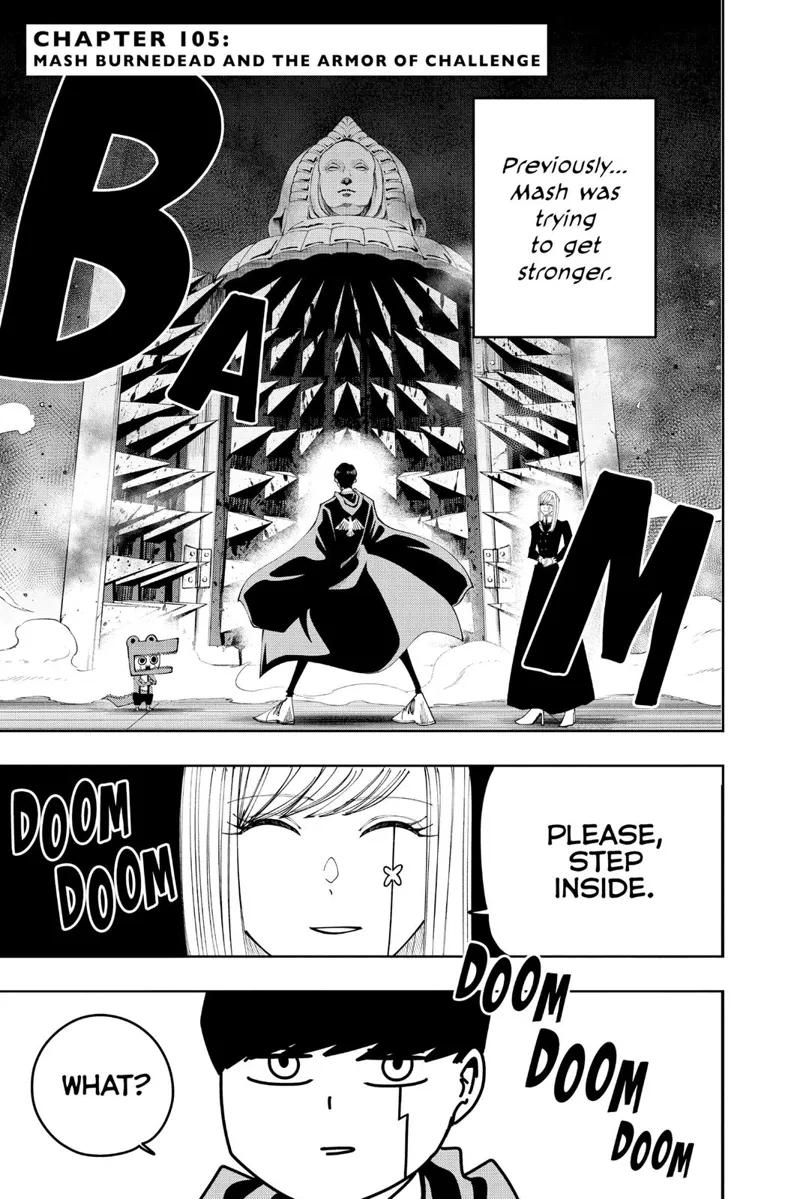 CHAPTER 105:
MASH BURNEDEAD AND THE ARMOR OF CHALLENGE
Previously...
Mash was
trying
to get
stronger.
BAM
DOOM
DOOM
PLEASE,
STEP
INSIDE.
DOOM
DOOM
DOOM
WHAT?